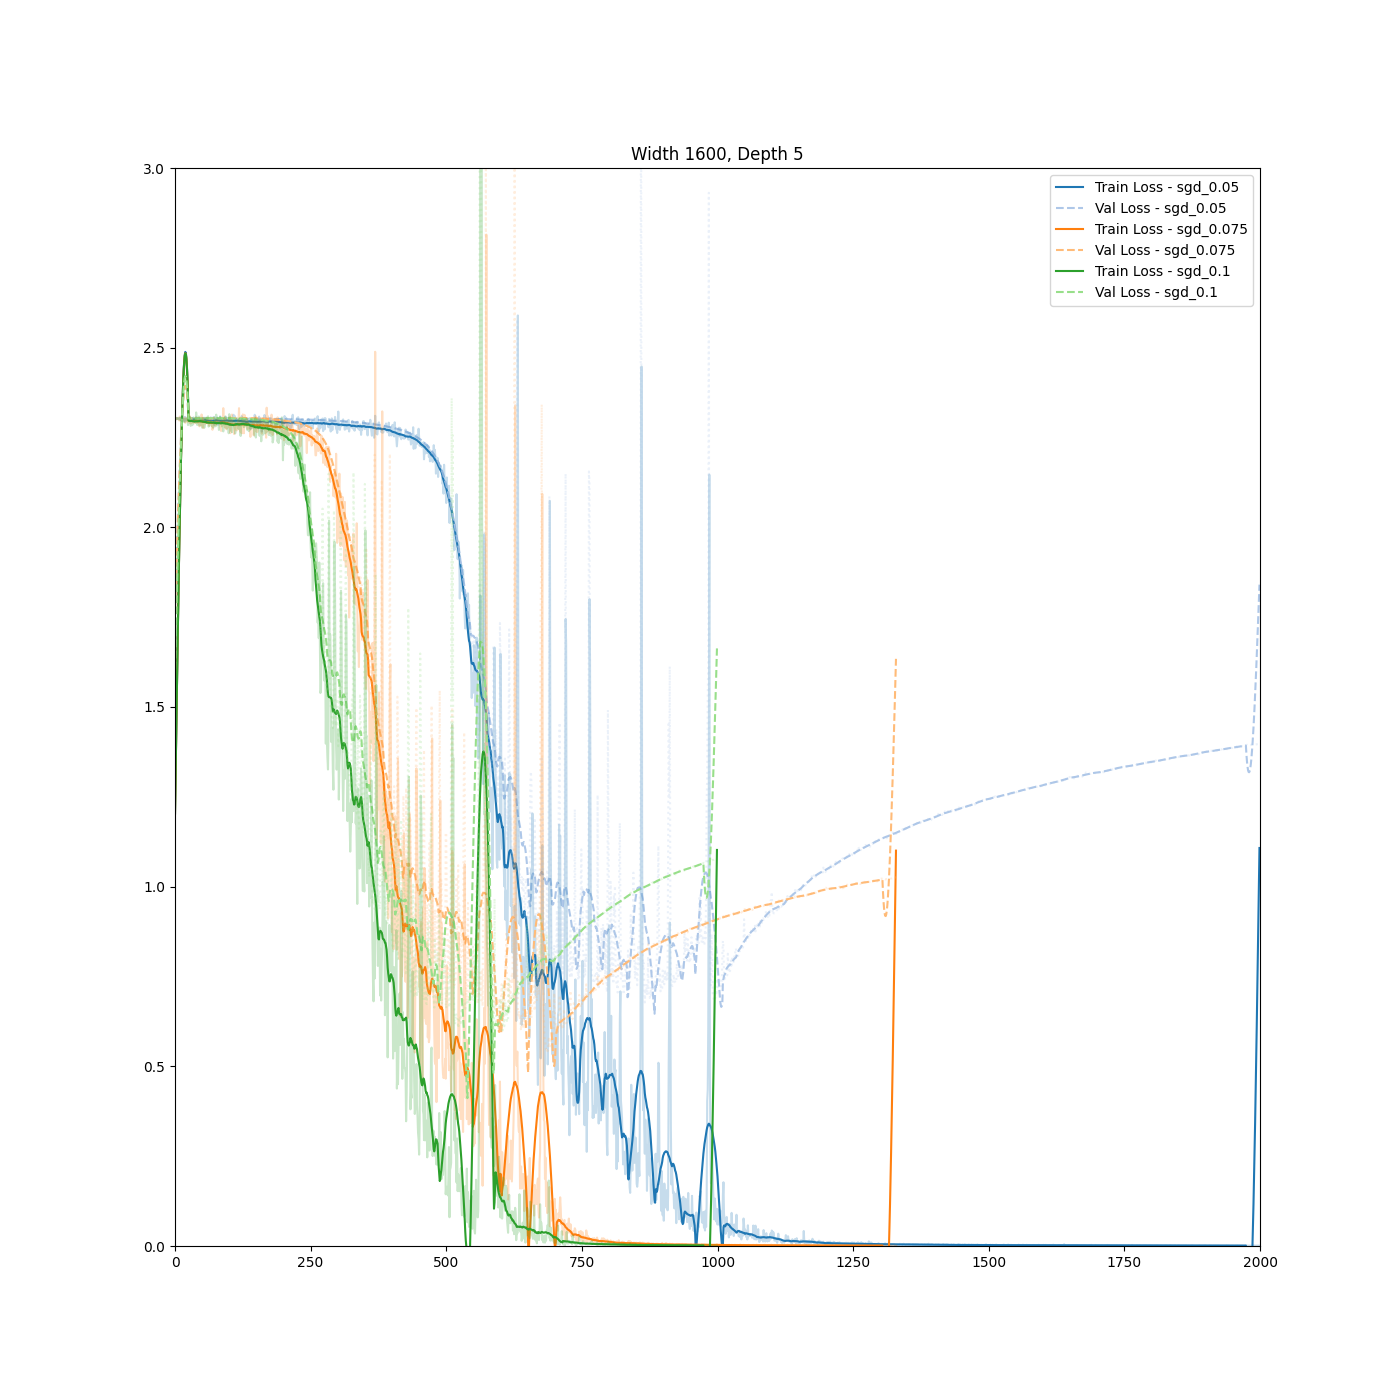 Width 1600, Depth 5
3.0
2.5
2.0
1.5
1.0
0.5
0.0
Train Loss - sgd_0.05
Val Loss - sgd_0.05
Train Loss - sgd_0.075
Val Loss - sgd_0.075
Train Loss - sgd_0.1
Val Loss - sgd_0.1
0 250 500 750 1000 1250 1500 1750 2000